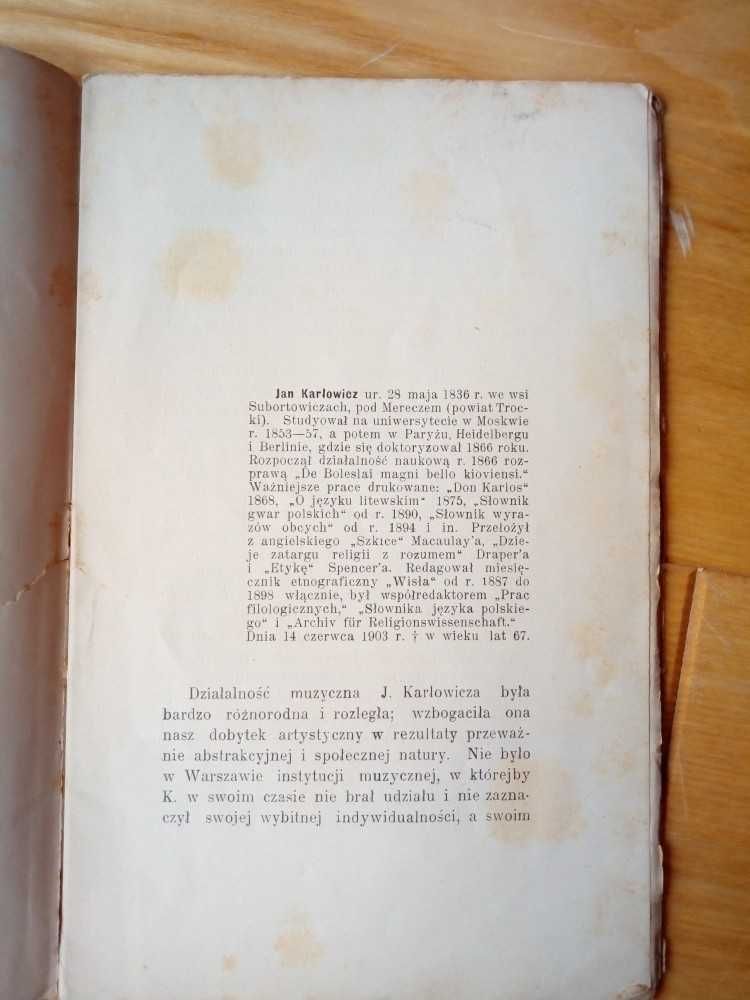 Jan Karłowicz ur. 28 maja 1836 r. we wsi
Subortowiczach, pod Mereczem (powiat Troc-
ki). Studyował na uniwersytecie w Moskwie
r. 1853—57, a potem w Paryżu, Heidelbergu
i Berlinie, gdzie się doktoryzował 1866 roku.
Rozpoczął działalność naukową r. 1866 roz-
prawą „De Boleslai magni bello kioviensi.“
Ważniejsze prace drukowane: „Don Karlos“
1868, „O języku litewskim“ 1875, „Słownik
gwar polskich“ od r. 1890, „Słownik wyra-
zów obcych“ od r. 1894 i in. Przełożył
z angielskiego „Szkice“ Macaulay'a, „Dzie-
je zatargu religii z rozumem“ Draper'a
i „Etykę“ Spencer'a. Redagował miesię-
cznik etnograficzny „Wisła“ od r. 1887 do
1898 włącznie, był współredaktorem „Prac
filologicznych,“ „Słownika języka polskie-
go“ i „Archiv für Religionswissenschaft.“
Dnia 14 czerwca 1903 r. † w wieku lat 67.
Działalność muzyczna J. Karłowicza była
bardzo różnorodna i rozległa; wzbogaciła ona
nasz dobytek artystyczny w rezultaty przeważ-
nie abstrakcyjnej i społecznej natury. Nie było
w Warszawie instytucji muzycznej, w którejby
K. w swoim czasie nie brał udziału i nie zazna-
czył swojej wybitnej indywidualności, a swoim